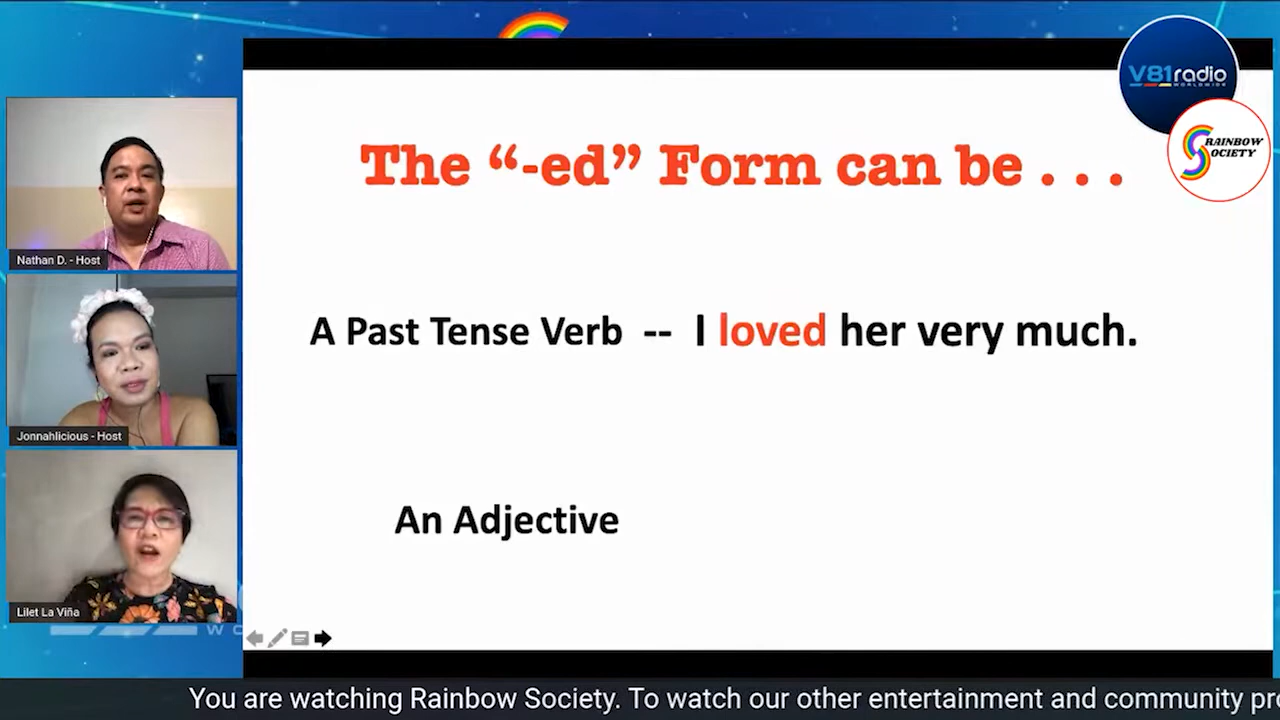 V81radio
WORLDWIDE
RAINBOW
SOCIETY
The “-ed” Form can be . . .
Nathan D. - Host
A Past Tense Verb -- I loved her very much.
Jonnahlicious - Host
An Adjective
Lilet La Viña
You are watching Rainbow Society. To watch our other entertainment and community